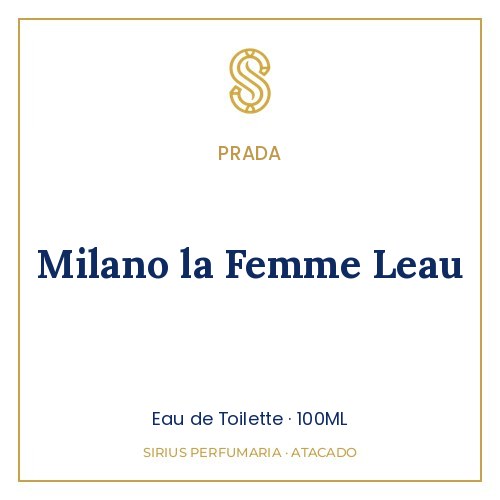 PRADA
Milano la Femme Leau
Eau de Toilette · 100ML
SIRIUS PERFUMARIA · ATACADO